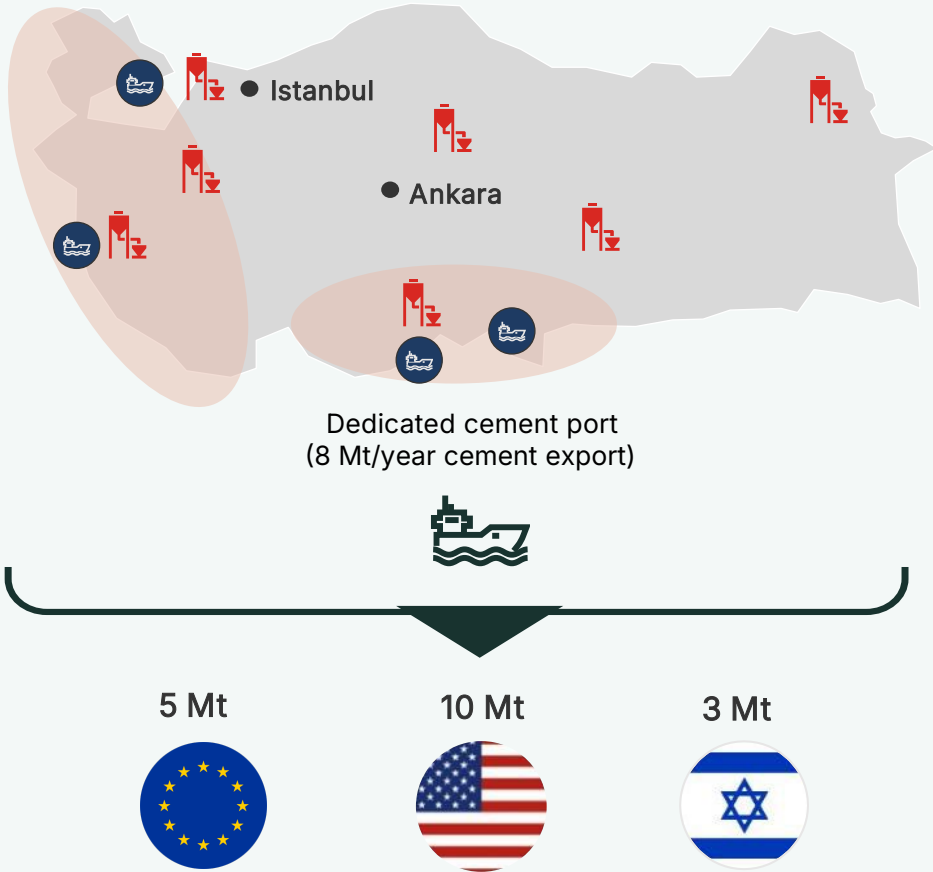 Istanbul
Ankara
Dedicated cement port
(8 Mt/year cement export)
5 Mt
10 Mt
3 Mt